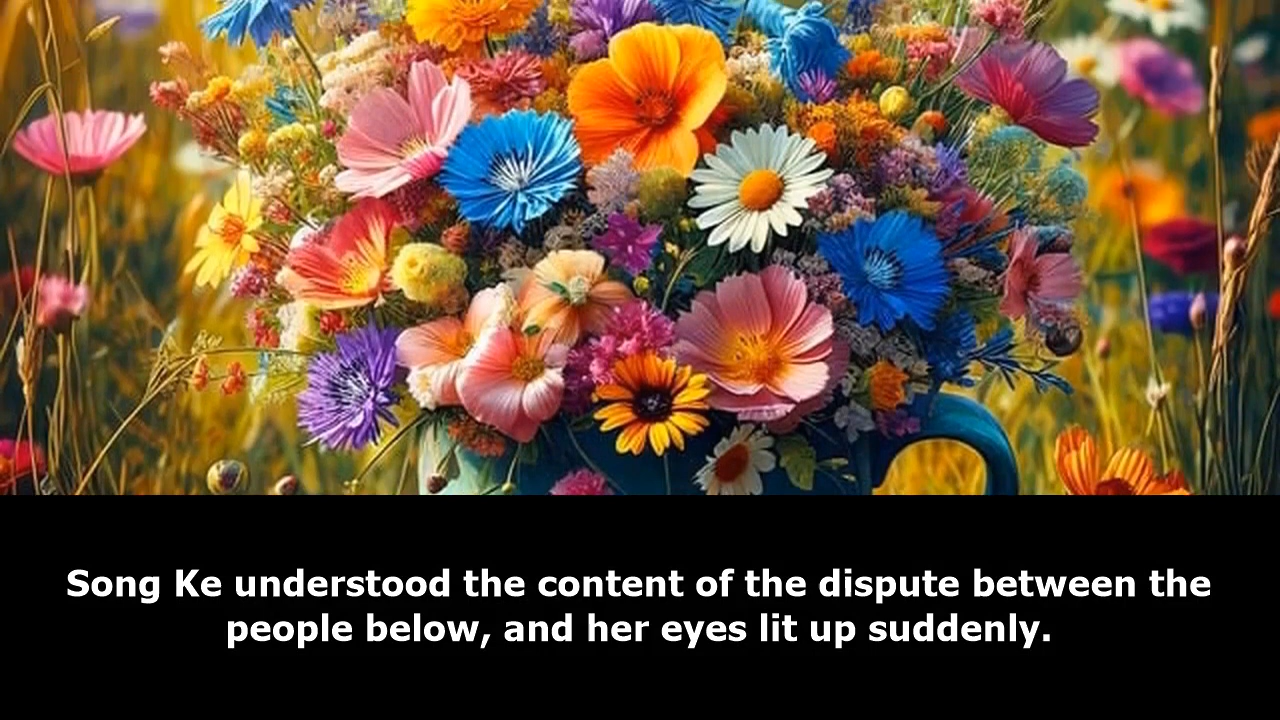 Song Ke understood the content of the dispute between the
people below, and her eyes lit up suddenly.